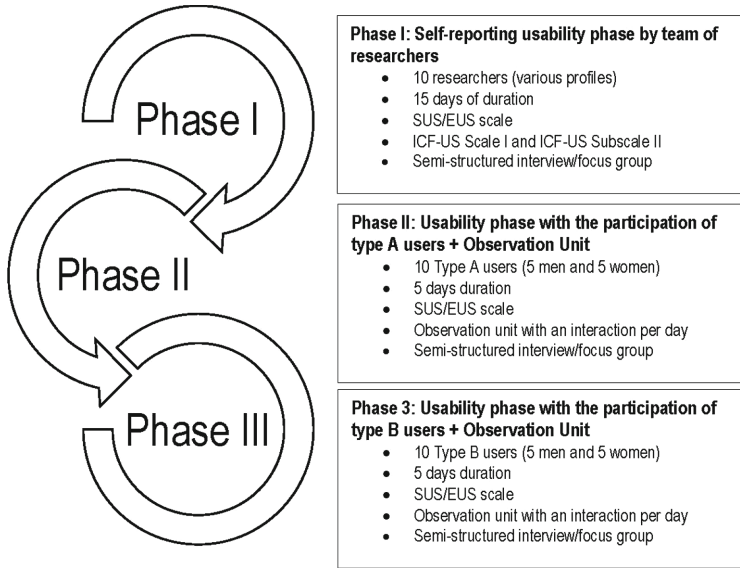 Phase I
Phase I: Self-reporting usability phase by team of
researchers
• 10 researchers (various profiles)
• 15 days of duration
• SUS/EUS scale
• ICF-US Scale I and ICF-US Subscale II
• Semi-structured interview/focus group
Phase II
Phase II: Usability phase with the participation of
type A users + Observation Unit
• 10 Type A users (5 men and 5 women)
• 5 days duration
• SUS/EUS scale
• Observation unit with an interaction per day
• Semi-structured interview/focus group
Phase III
Phase 3: Usability phase with the participation of
type B users + Observation Unit
• 10 Type B users (5 men and 5 women)
• 5 days duration
• SUS/EUS scale
• Observation unit with an interaction per day
• Semi-structured interview/focus group